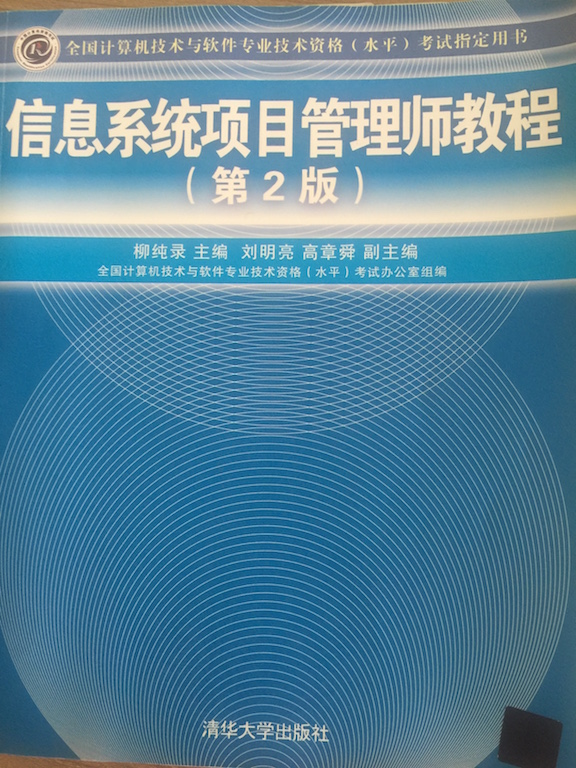 全国计算机技术与软件专业技术资格（水平）考试指定用书
信息系统项目管理师教程
（第2版）
柳纯录 主编 刘明亮 高章舜 副主编
全国计算机技术与软件专业技术资格（水平）考试办公室组编
清华大学出版社